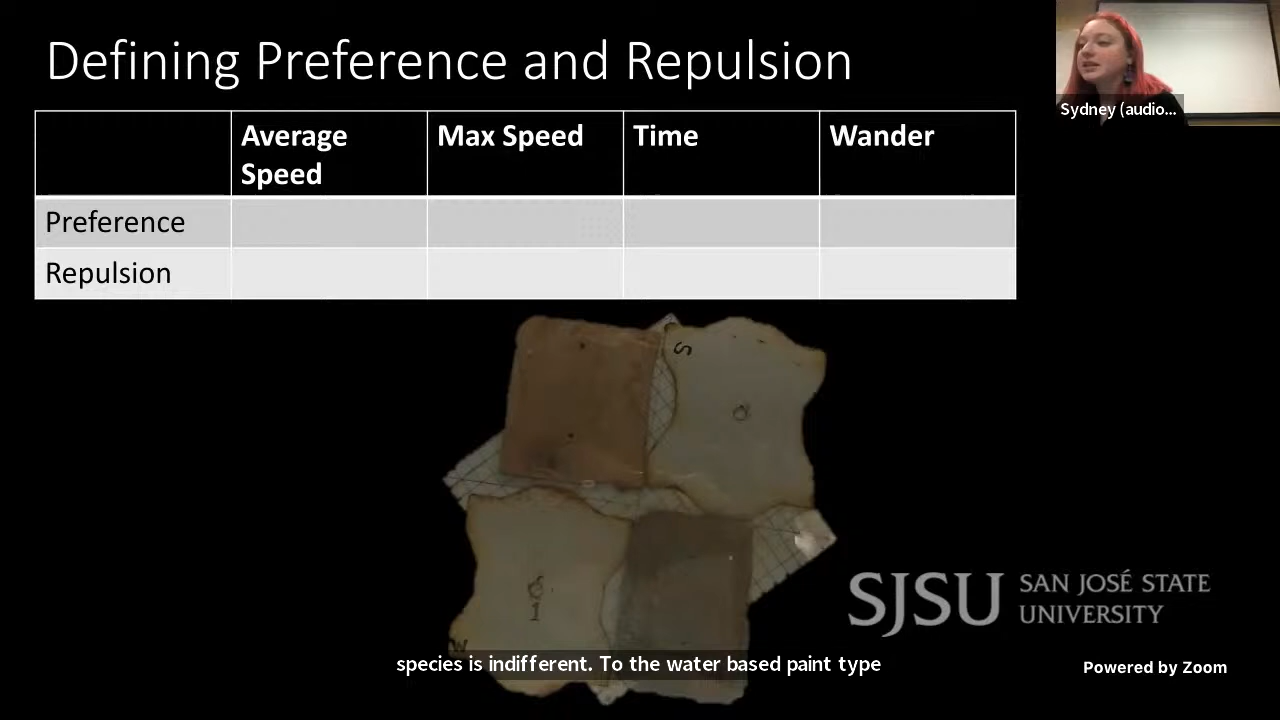 Defining Preference and Repulsion
Average Speed
Max Speed
Time
Wander
Preference
Repulsion
Sydney (audio...
S
1
W
SJSU SAN JOSÉ STATE
UNIVERSITY
species is indifferent. To the water based paint type
Powered by Zoom